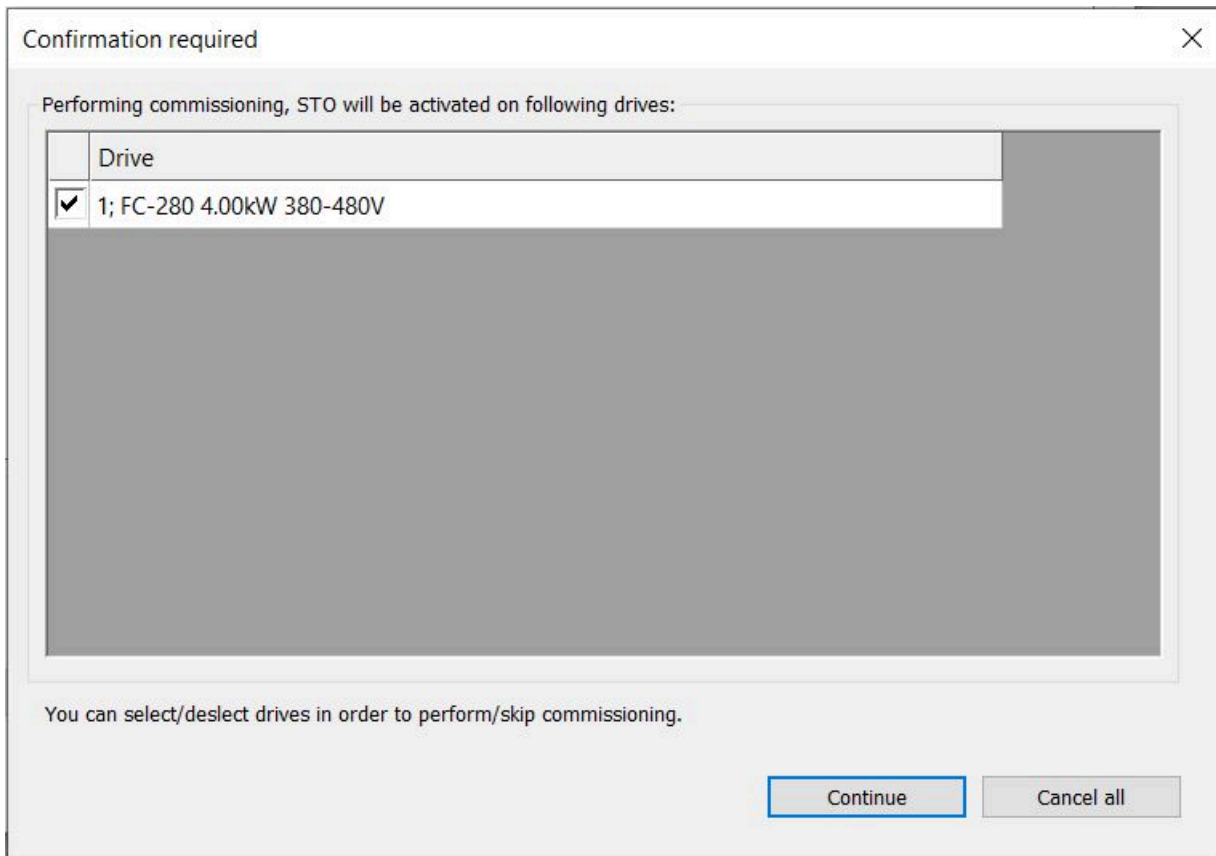 Confirmation required
Performing commissioning, STO will be activated on following drives:
Drive
1; FC-280 4.00kW 380-480V
You can select/deslect drives in order to perform/skip commissioning.
Continue
Cancel all